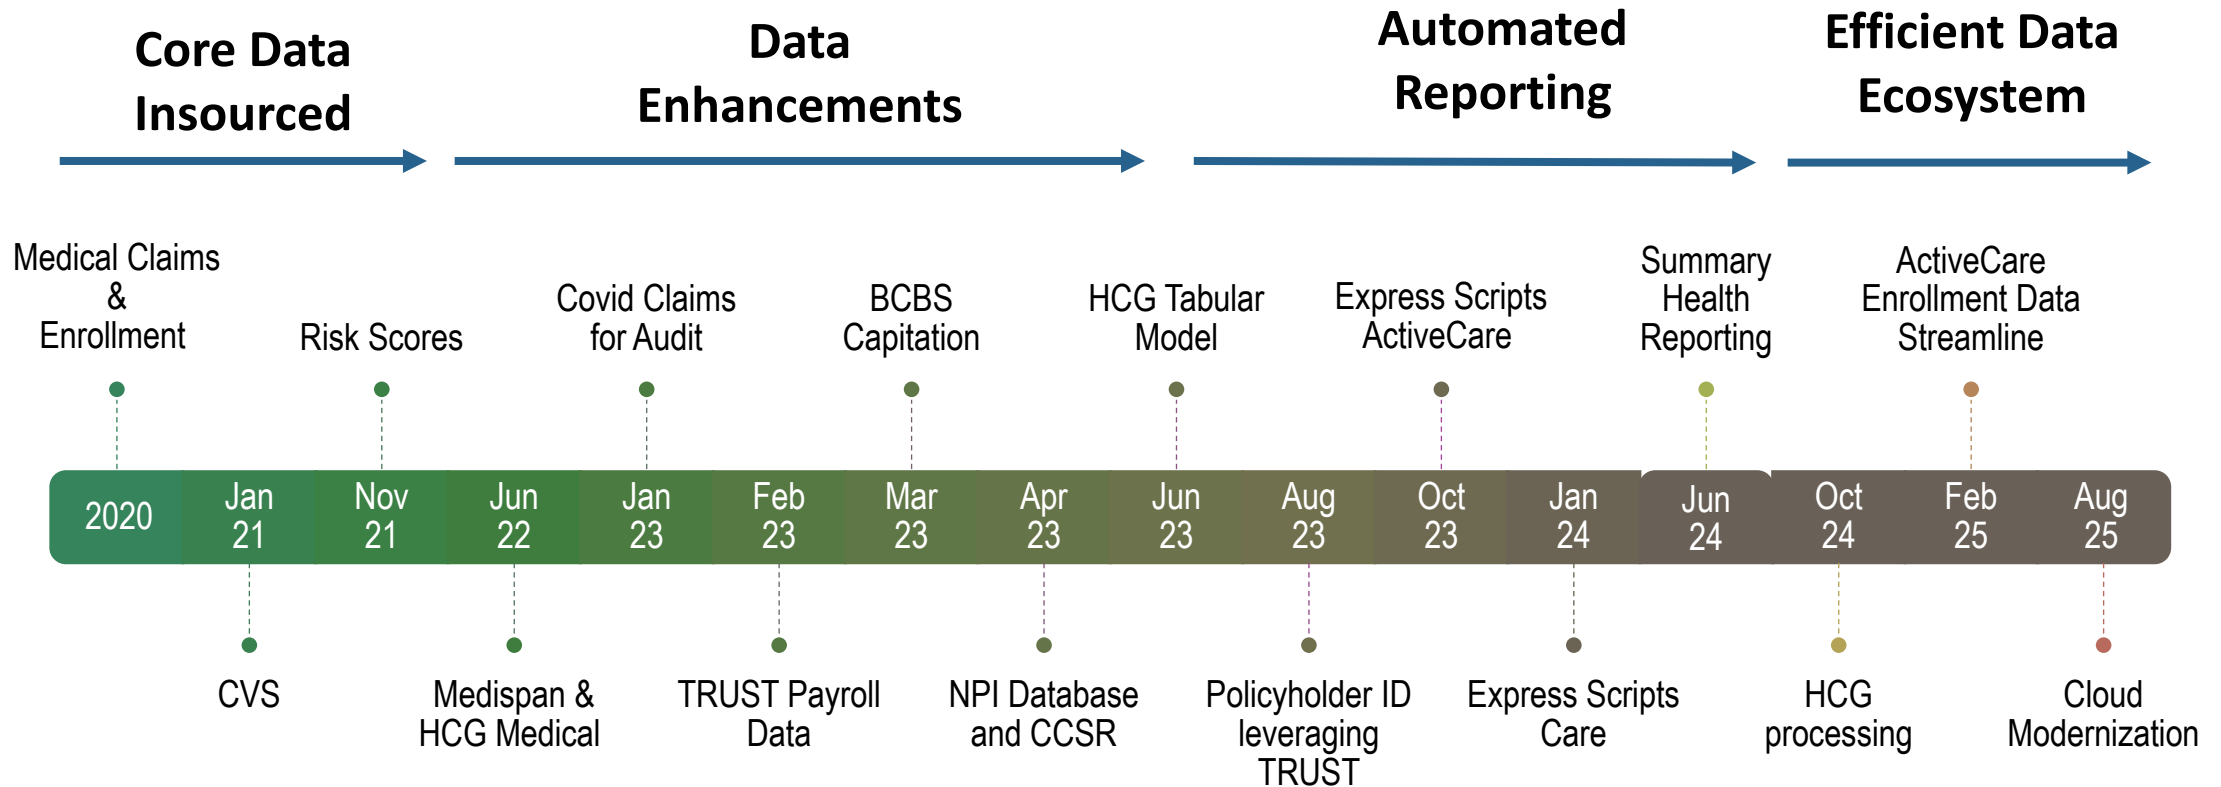 Core Data
Insourced
Data
Enhancements
Automated
Reporting
Efficient Data
Ecosystem
Medical Claims
&
Enrollment
Risk Scores
Covid Claims
for Audit
BCBS
Capitation
HCG Tabular
Model
Express Scripts
ActiveCare
Summary
Health
Reporting
ActiveCare
Enrollment Data
Streamline
2020
Jan
21
Nov
21
Jun
22
Jan
23
Feb
23
Mar
23
Apr
23
Jun
23
Aug
23
Oct
23
Jan
24
Jun
24
Oct
24
Feb
25
Aug
25
CVS
Medispan &
HCG Medical
TRUST Payroll
Data
NPI Database
and CCSR
Policyholder ID
leveraging
TRUST
Express Scripts
Care
HCG
processing
Cloud
Modernization